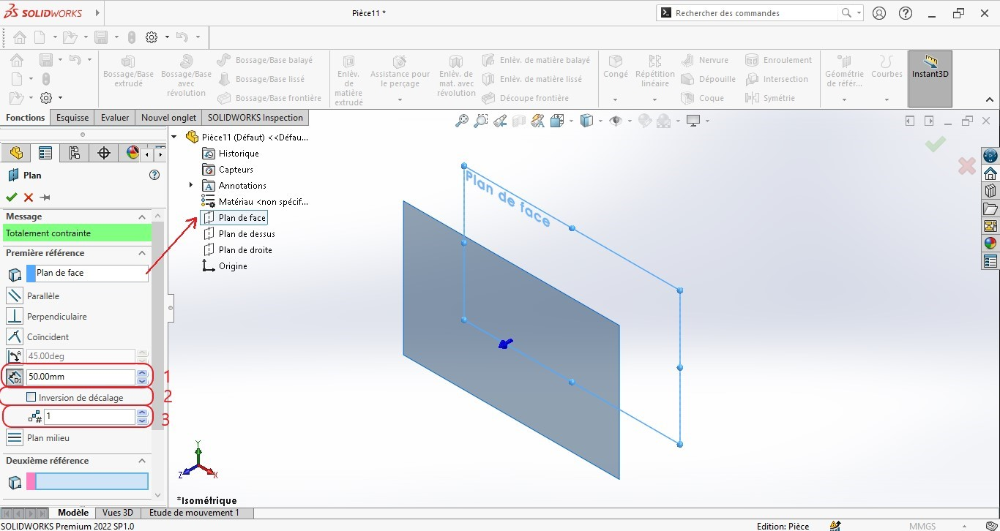 SOLIDWORKS
Pièce11 *
Rechercher des commandes
Bossage/Base
extrudé
Bossage/Base
avec
révolution
Bossage/Base balayé
Bossage/Base lissé
Bossage/Base frontière
Enlèv.
de
matière
extrudé
Assistance pour
le perçage
Enlèv. de
mat. avec
révolution
Enlèv. de matière balayé
Enlèv. de matière lissé
Découpe frontière
Congé
Répétition
linéaire
Nervure
Dépouille
Coque
Enroulement
Intersection
Symétrie
Géométrie
de référ...
Courbes
Instant3D
Fonctions
Esquisse
Evaluer
Nouvel onglet
SOLIDWORKS Inspection
Plan
Message
Totalement contrainte
Première référence
Plan de face
Parallèle
Perpendiculaire
Coïncident
45.00deg
50.00mm
1
Inversion de décalage
2
1
3
Plan milieu
Deuxième référence
Pièce11 (Défaut) <<Défau...
Historique
Capteurs
Annotations
Matériau <non spécif...
Plan de face
Plan de dessus
Plan de droite
Origine
Plan de face
Y
Z
X
*Isométrique
Modèle
Vues 3D
Etude de mouvement 1
SOLIDWORKS Premium 2022 SP1.0
Edition: Pièce
MMGS